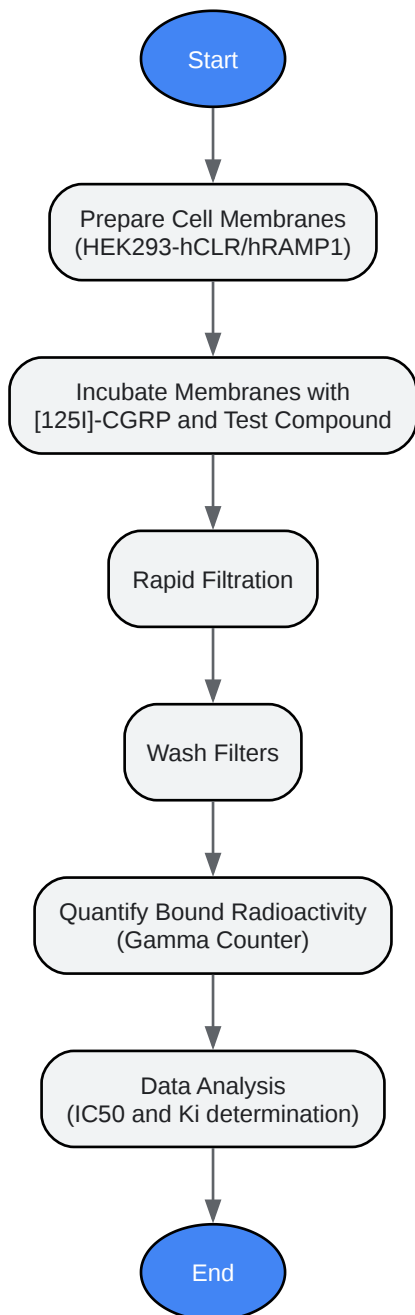 Start
Prepare Cell Membranes
(HEK293-hCLR/hRAMP1)
Incubate Membranes with
[125I]-CGRP and Test Compound
Rapid Filtration
Wash Filters
Quantify Bound Radioactivity
(Gamma Counter)
Data Analysis
(IC50 and Ki determination)
End